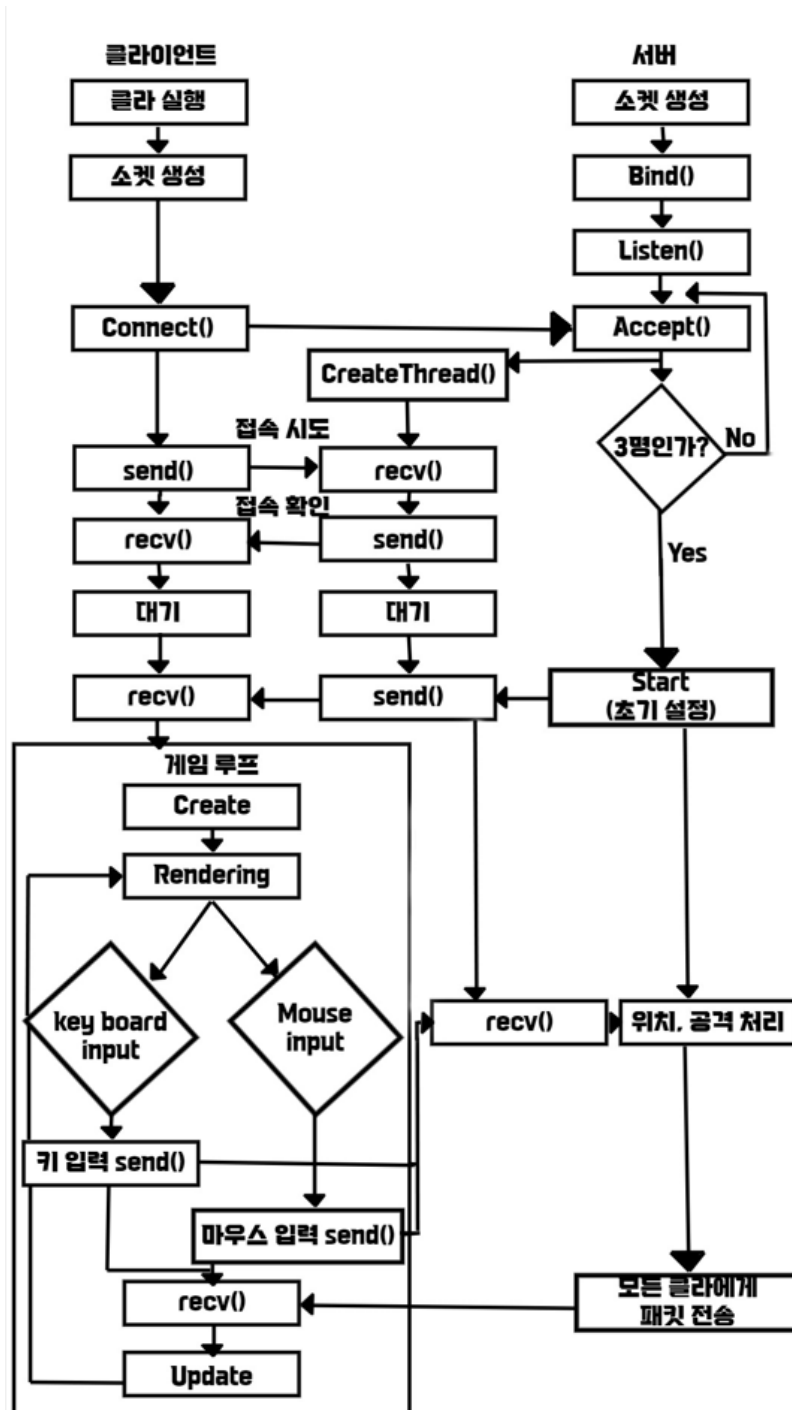 클라이언트
서버
클라 실행
소켓 생성
소켓 생성
Bind()
Listen()
Connect()
Accept()
CreateThread()
3명인가?
No
접속 시도
send()
recv()
접속 확인
recv()
send()
Yes
대기
대기
recv()
send()
Start
(초기 설정)
게임 루프
Create
Rendering
key board
input
Mouse
input
recv()
위치, 공격 처리
키 입력 send()
마우스 입력 send()
recv()
모든 클라에게
패킷 전송
Update